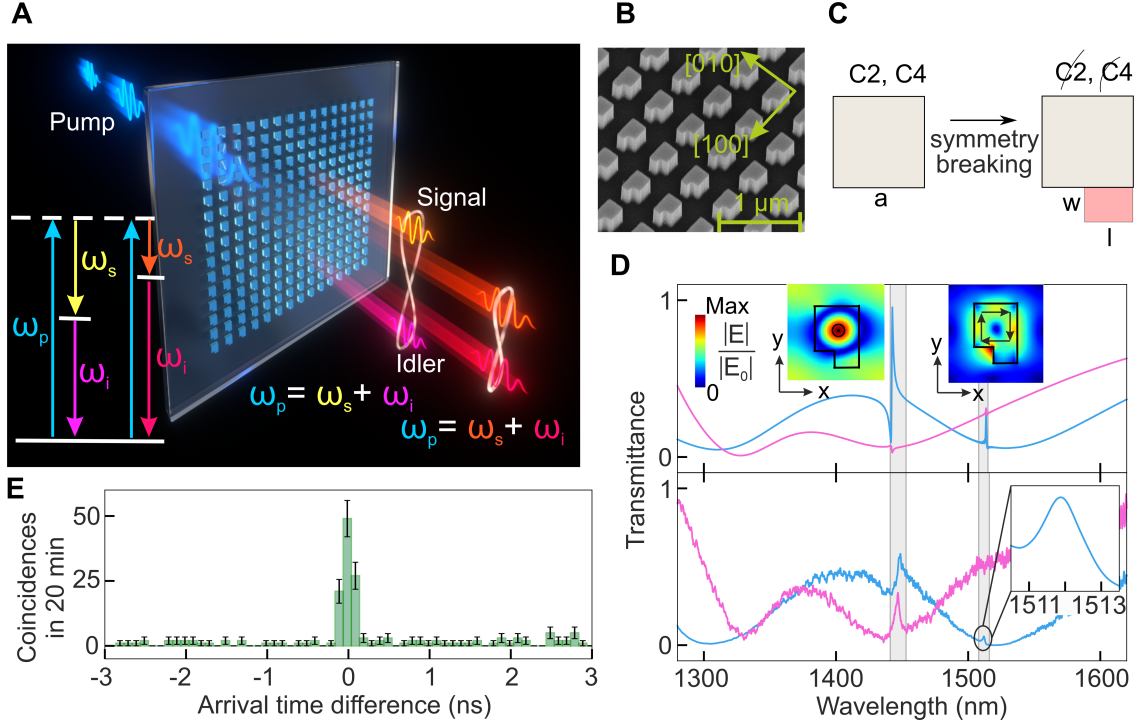 A
Pump
Signal
Idler
ωp
ωs
ωi
ωs
ωi
ωp = ωs + ωi
ωp = ωs + ωi
B
[010]
[100]
1 μm
C
C2, C4
a
symmetry
breaking
C2, C4
w
l
D
Transmittance
1
0
Max
|E|
|E0|
0
y
x
y
x
1
0
1511
1513
1300
1400
1500
1600
Wavelength (nm)
E
Coincidences
in 20 min
50
25
0
-3
-2
-1
0
1
2
3
Arrival time difference (ns)